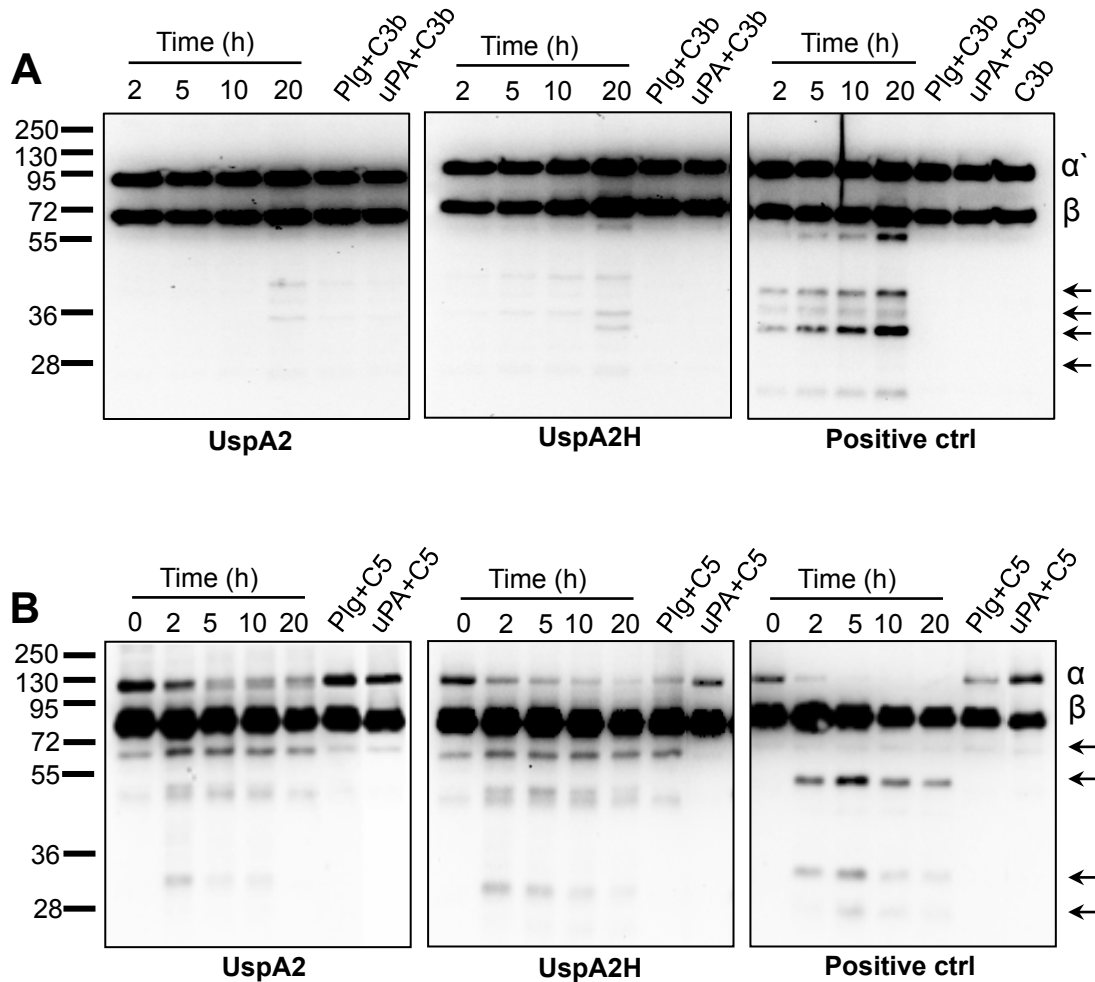 A
Time (h)
2 5 10 20 Plg+C3b uPA+C3b
Time (h)
2 5 10 20 Plg+C3b uPA+C3b
Time (h)
2 5 10 20 Plg+C3b uPA+C3b C3b
250
130
95
72
55
36
28
α`
β
UspA2
UspA2H
Positive ctrl
B
Time (h)
0 2 5 10 20 Plg+C5 uPA+C5
Time (h)
0 2 5 10 20 Plg+C5 uPA+C5
Time (h)
0 2 5 10 20 Plg+C5 uPA+C5
250
130
95
72
55
36
28
α
β
UspA2
UspA2H
Positive ctrl